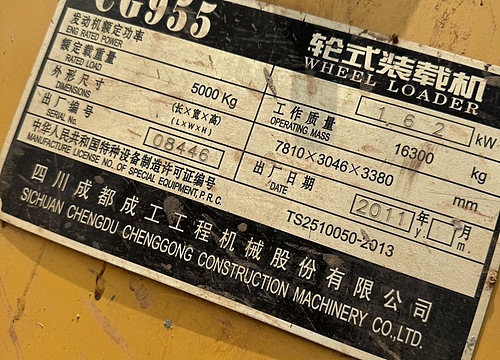 CG955
轮式装载机
WHEEL LOADER
发动机额定功率 162 kW
ENG RATED POWER
额定载重量 5000 Kg 工作质量 16300 kg
RATED LOAD OPERATING MASS
外形尺寸 (长×宽×高) 7810×3046×3380 mm
DIMENSIONS (L×W×H)
出厂编号 08446 出厂日期 2011 年 月
SERIAL No. DATE y. m.
中华人民共和国特种设备制造许可证编号 TS2510050-2013
MANUFACTURE LICENSE NO. OF SPECIAL EQUIPMENT, P.R.C.
四川成都成工工程机械股份有限公司
SICHUAN CHENGDU CHENGGONG CONSTRUCTION MACHINERY CO.,LTD.